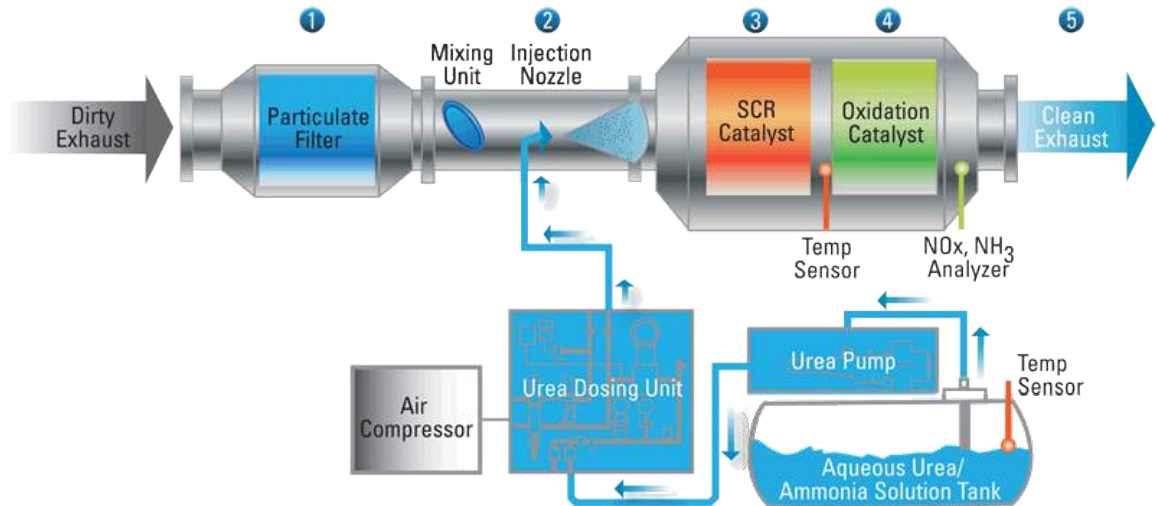 1
2
3
4
5
Mixing
Unit
Injection
Nozzle
Dirty
Exhaust
Particulate
Filter
SCR
Catalyst
Oxidation
Catalyst
Clean
Exhaust
Temp
Sensor
NOx, NH3
Analyzer
Air
Compressor
Urea Dosing Unit
Urea Pump
Temp
Sensor
Aqueous Urea/
Ammonia Solution Tank